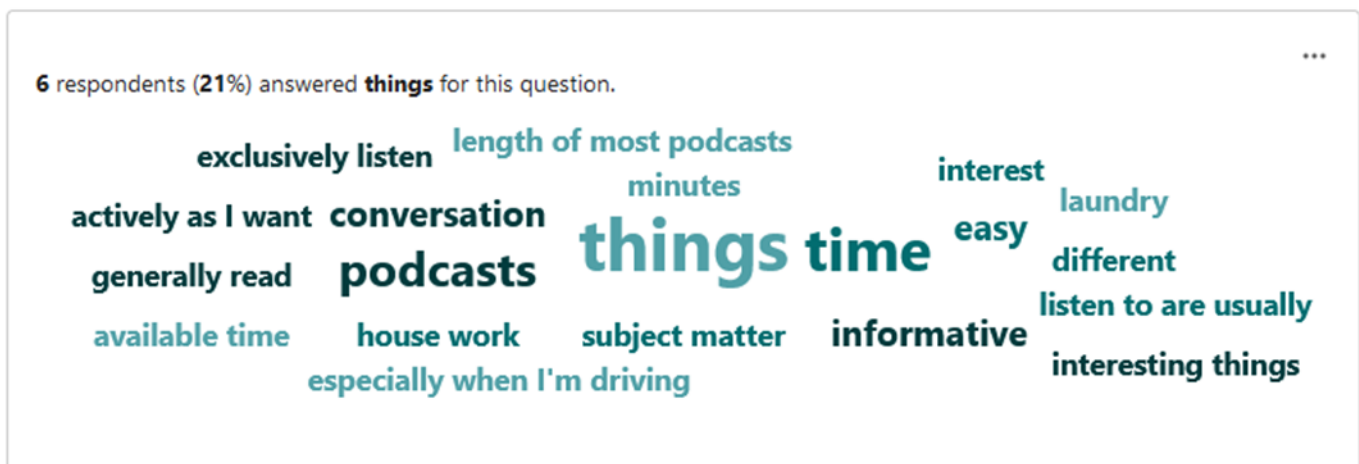 ...
6 respondents (21%) answered things for this question.
length of most podcasts
exclusively listen
interest
minutes
laundry
actively as I want
conversation
easy
things
time
different
podcasts
generally read
listen to are usually
available time
house work
subject matter
informative
interesting things
especially when I'm driving